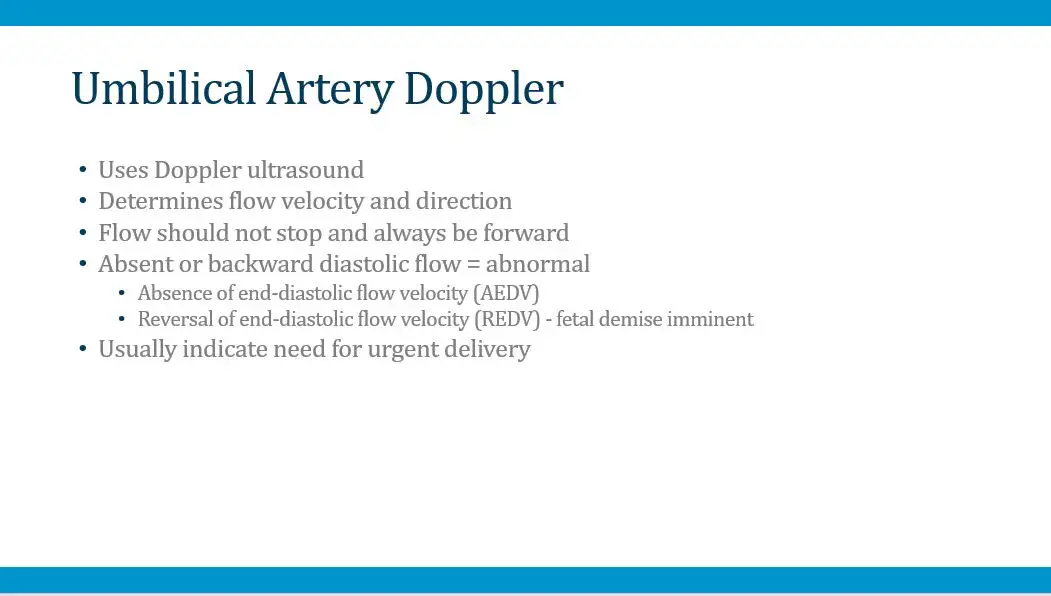 Umbilical Artery Doppler
• Uses Doppler ultrasound
• Determines flow velocity and direction
• Flow should not stop and always be forward
• Absent or backward diastolic flow = abnormal
• Absence of end-diastolic flow velocity (AEDV)
• Reversal of end-diastolic flow velocity (REDV) - fetal demise imminent
• Usually indicate need for urgent delivery